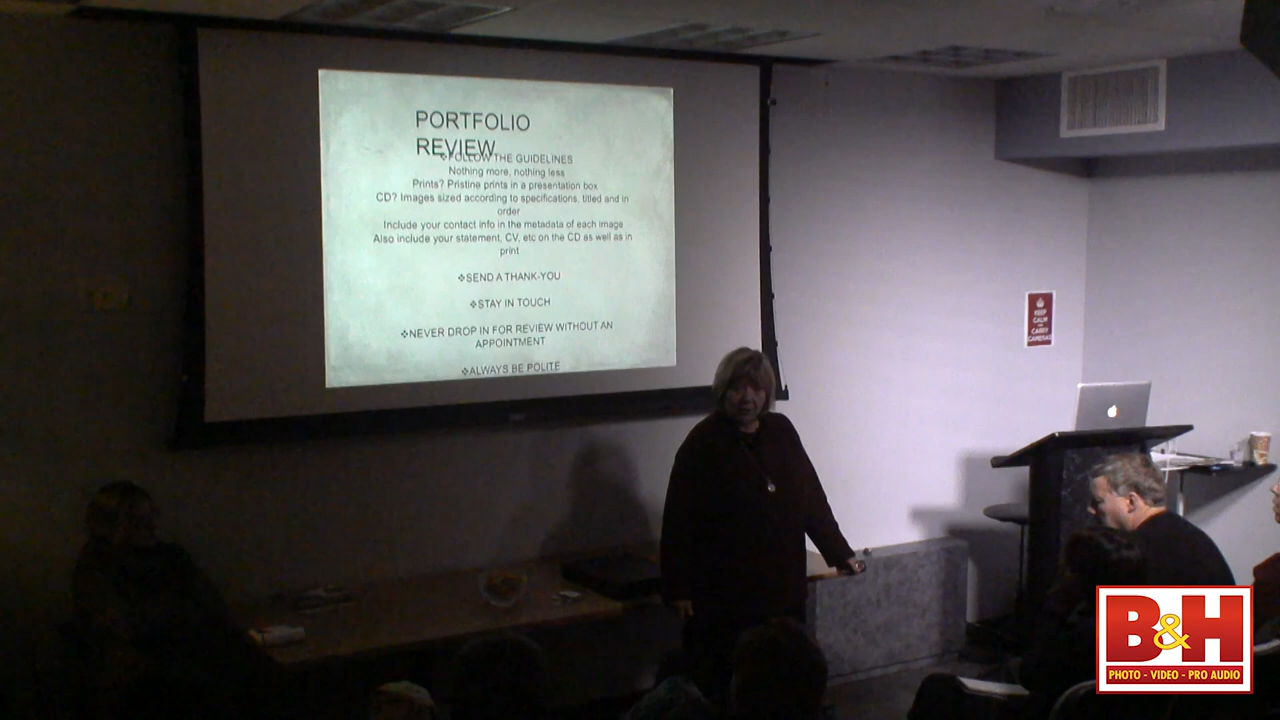 PORTFOLIO
REVIEW
❖FOLLOW THE GUIDELINES
Nothing more, nothing less
Prints? Pristine prints in a presentation box
CD? Images sized according to specifications, titled and in
order
Include your contact info in the metadata of each image
Also include your statement, CV, etc on the CD as well as in
print
❖SEND A THANK-YOU
❖STAY IN TOUCH
❖NEVER DROP IN FOR REVIEW WITHOUT AN
APPOINTMENT
❖ALWAYS BE POLITE
KEEP
CALM
AND
CARRY
CAMERAS
B&H
PHOTO - VIDEO - PRO AUDIO